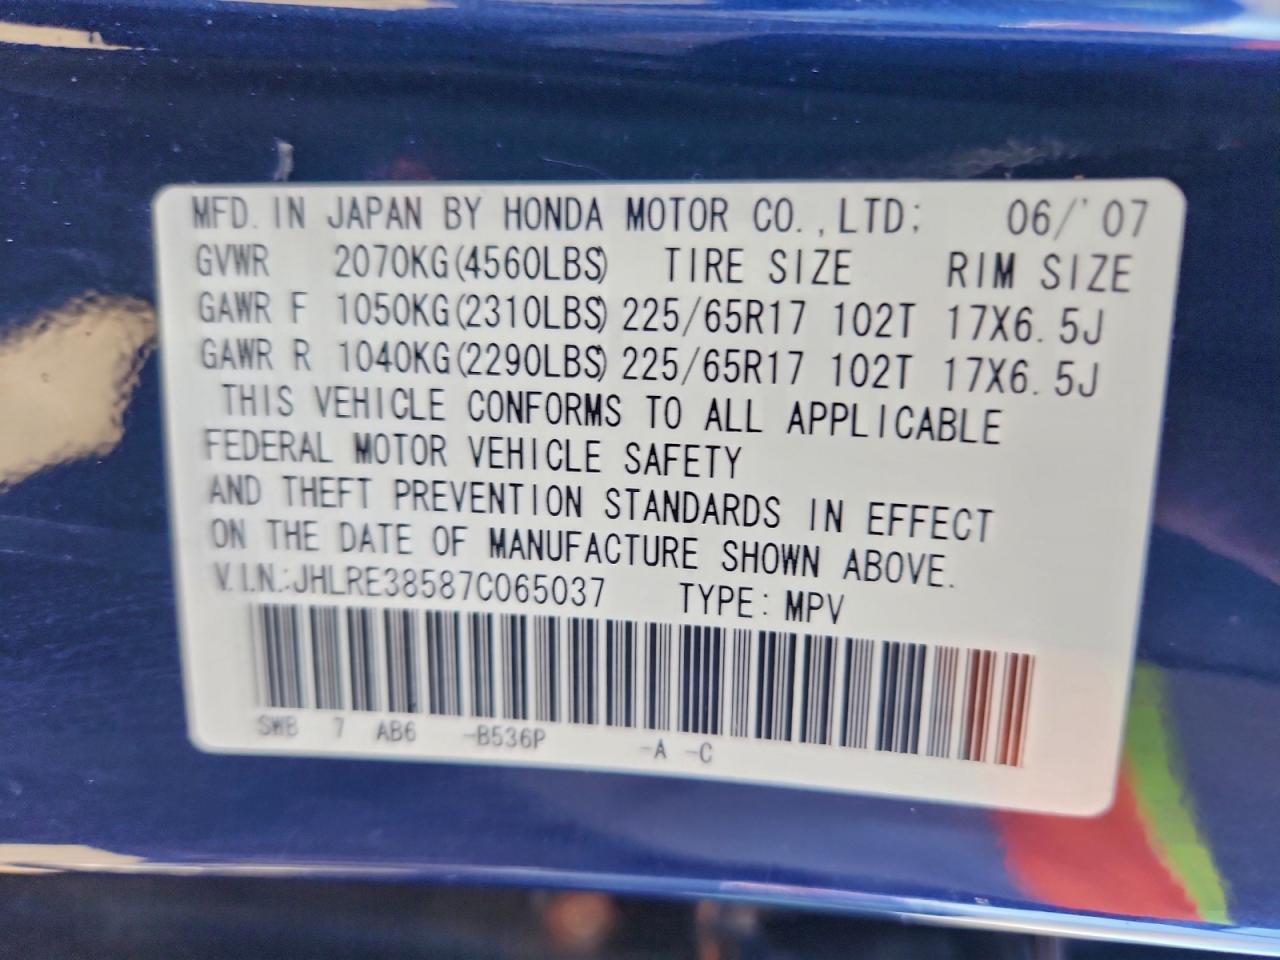 MFD. IN JAPAN BY HONDA MOTOR CO., LTD; 06/'07
GVWR 2070KG(4560LBS) TIRE SIZE RIM SIZE
GAWR F 1050KG(2310LBS) 225/65R17 102T 17X6.5J
GAWR R 1040KG(2290LBS) 225/65R17 102T 17X6.5J
THIS VEHICLE CONFORMS TO ALL APPLICABLE
FEDERAL MOTOR VEHICLE SAFETY
AND THEFT PREVENTION STANDARDS IN EFFECT
ON THE DATE OF MANUFACTURE SHOWN ABOVE.
V.I.N.:JHLRE38587C065037 TYPE: MPV
SWB 7 AB6 -B536P -A -C